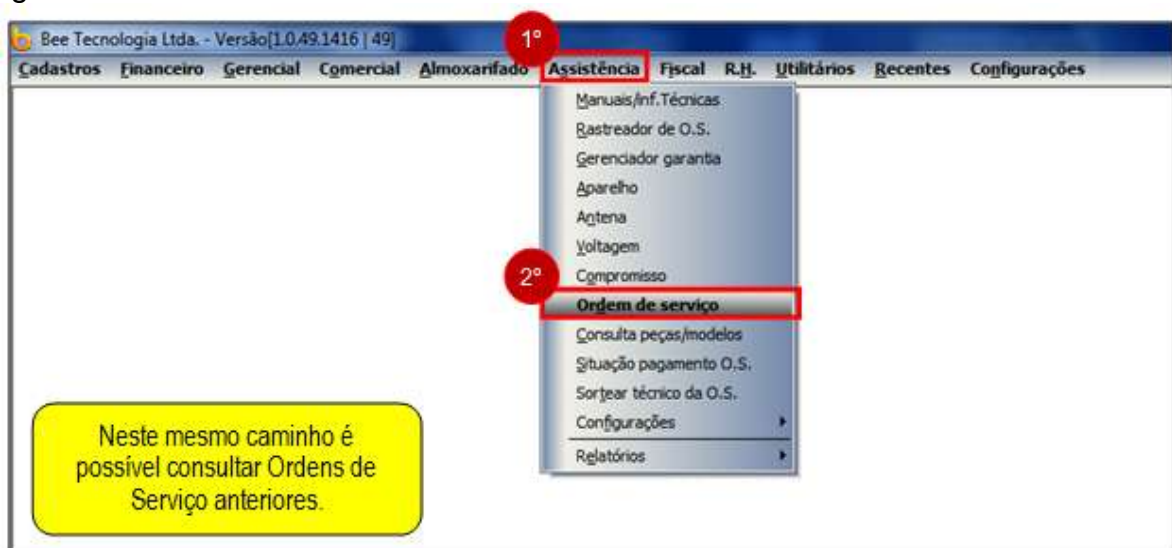 Bee Tecnologia Ltda. - Versão[1.0.49.1416 | 49]
1º
Cadastros Financeiro Gerencial Comercial Almoxarifado Assistência Fiscal R.H. Utilitários Recentes Configurações
Manuais/inf.Técnicas
Rastreador de O.S.
Gerenciador garantia
Aparelho
Antena
Voltagem
Compromisso
2º
Ordem de serviço
Consulta peças/modelos
Situação pagamento O.S.
Sortear técnico da O.S.
Configurações
Relatórios
Neste mesmo caminho é
possível consultar Ordens de
Serviço anteriores.